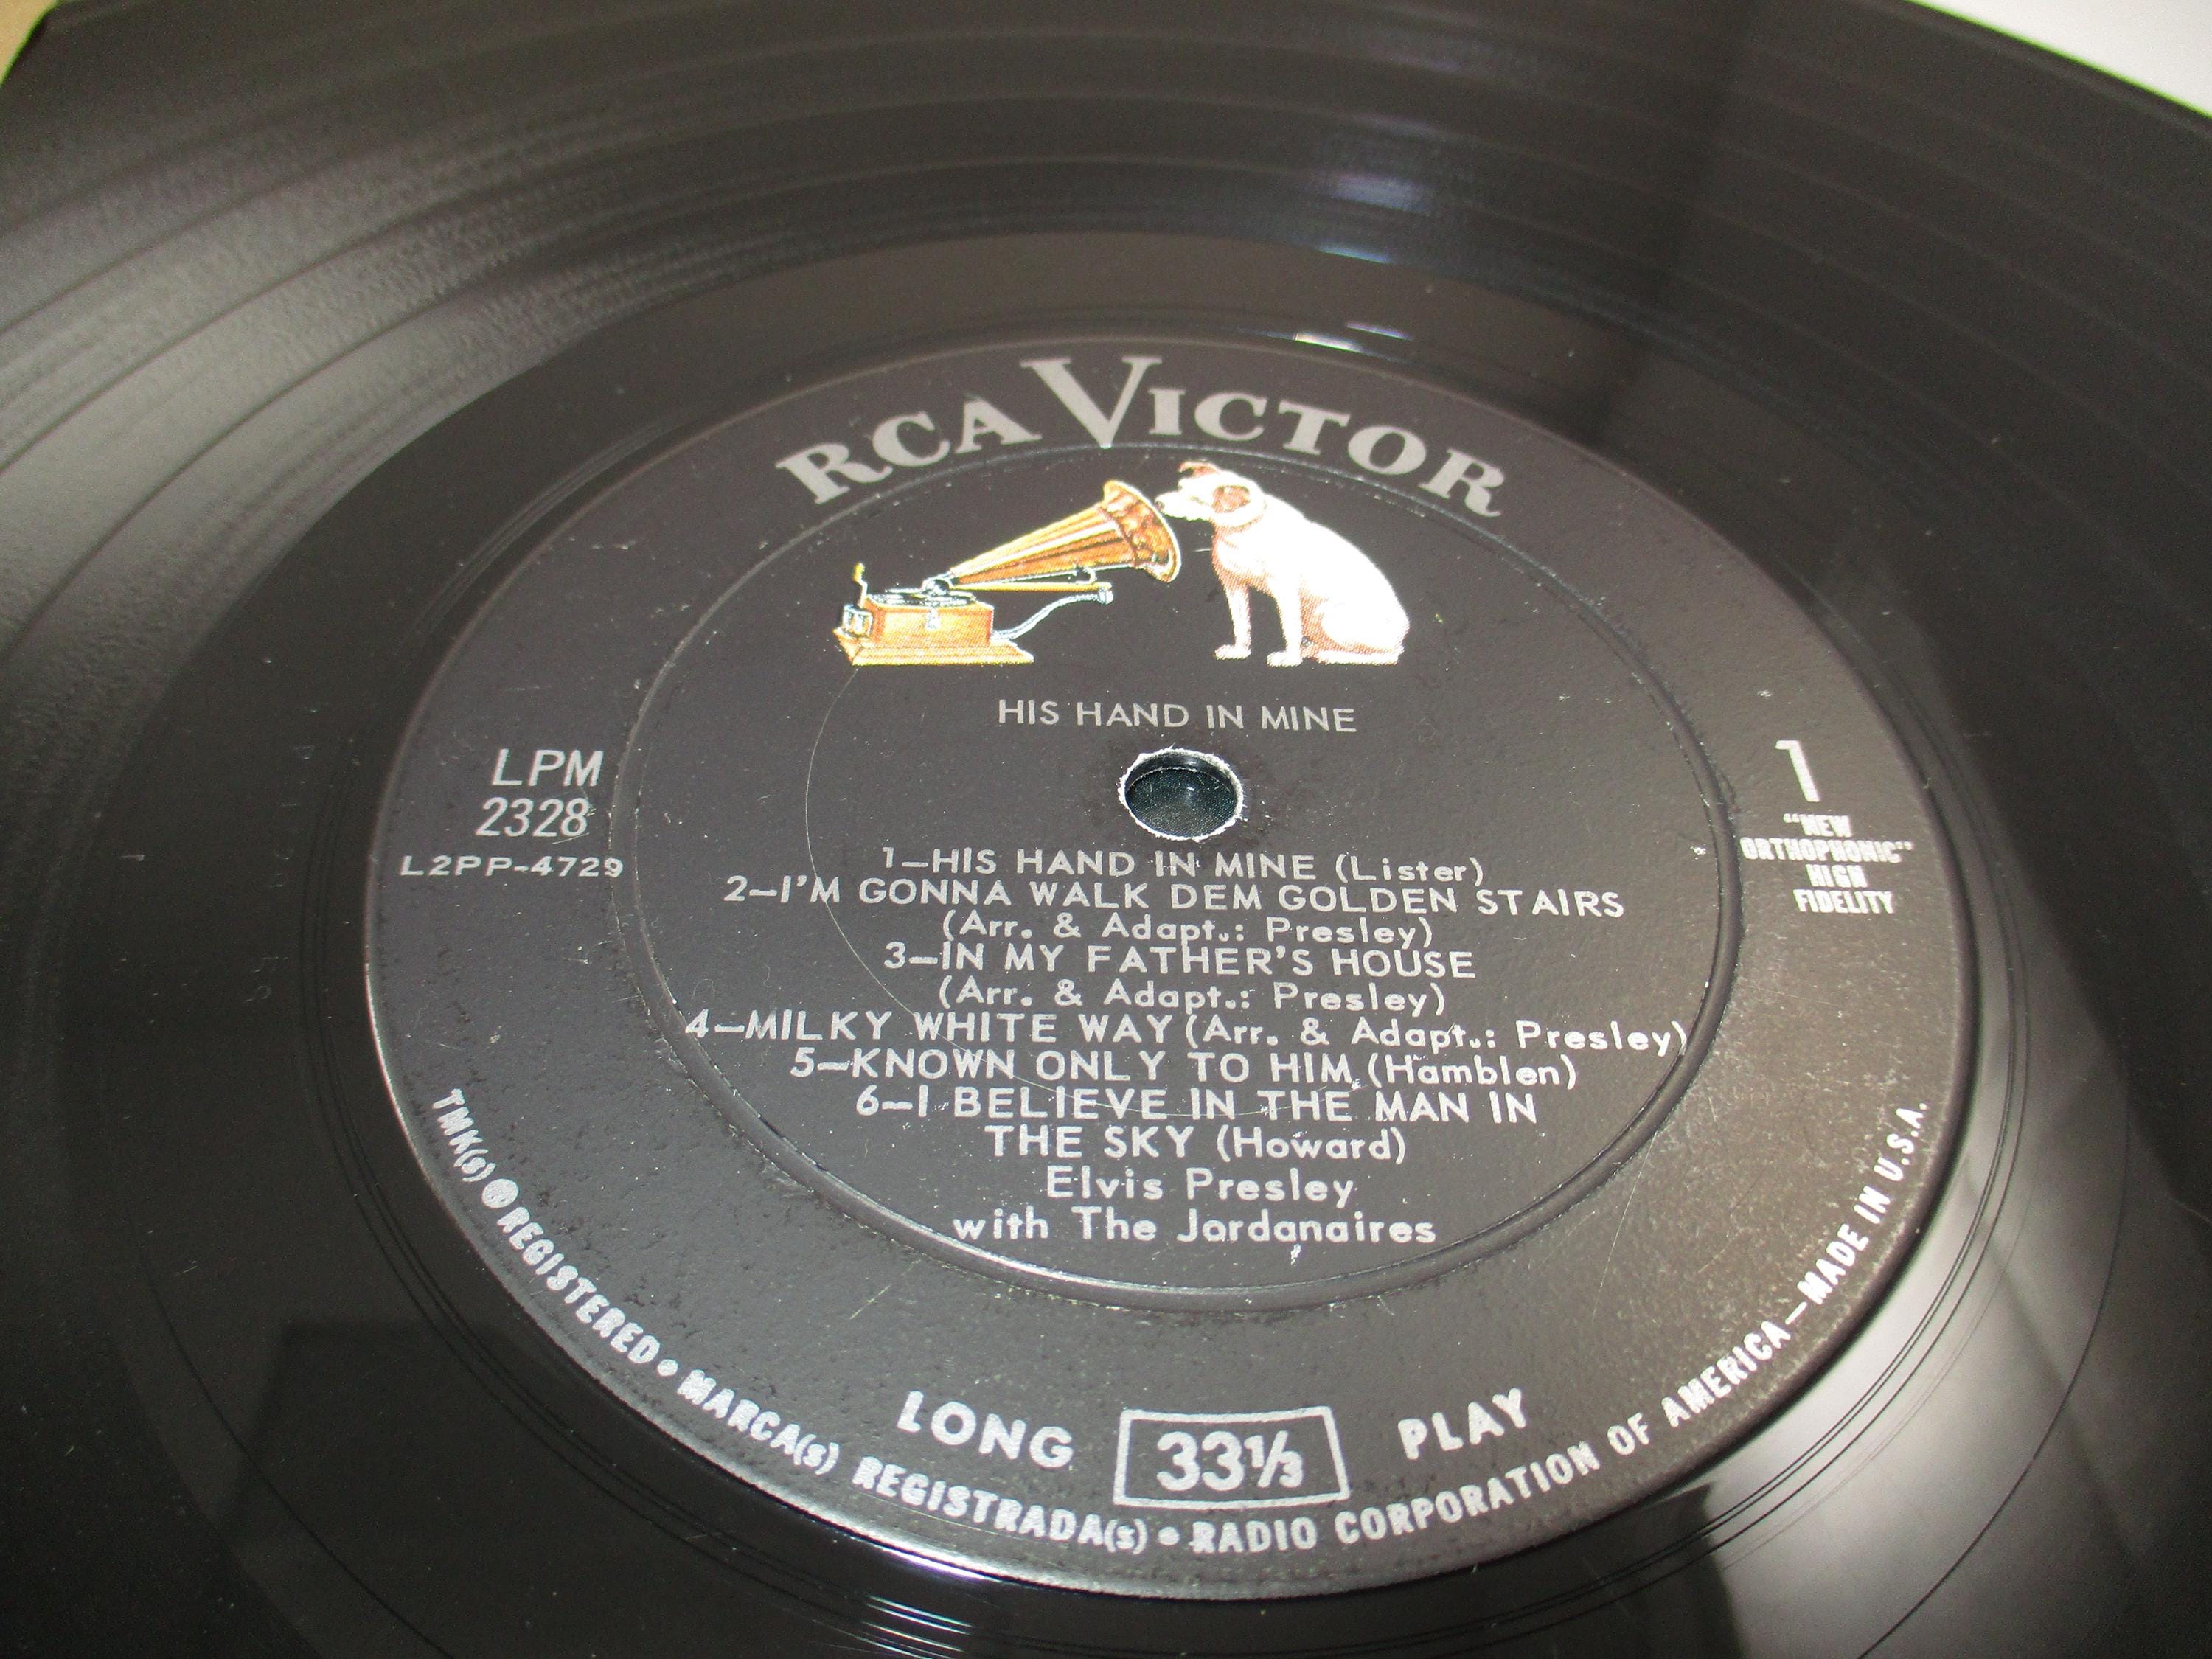 RCA VICTOR
HIS HAND IN MINE
LPM
2328
L2PP-4729
1
"NEW
ORTHOPHONIC"
HIGH
FIDELITY
1—HIS HAND IN MINE (Lister)
2—I'M GONNA WALK DEM GOLDEN STAIRS
(Arr. & Adapt.: Presley)
3—IN MY FATHER'S HOUSE
(Arr. & Adapt.: Presley)
4—MILKY WHITE WAY (Arr. & Adapt.: Presley)
5—KNOWN ONLY TO HIM (Hamblen)
6—I BELIEVE IN THE MAN IN
THE SKY (Howard)
Elvis Presley
with The Jordanaires
LONG 33⅓ PLAY
TMK(s) ® REGISTERED • MARCA(s) REGISTRADA(s) • RADIO CORPORATION OF AMERICA—MADE IN U.S.A.